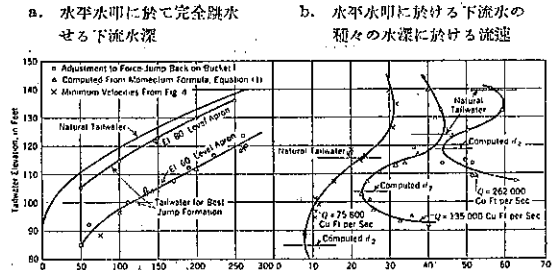 a. 水平水叩に於て完全跳水せる下流水深
b. 水平水叩に於ける下流水の種々の水深に於ける流速
Adjustment to Force-Jump Back on Bucket
Computed From Momentum Formula, Equation (1)
Minimum Velocities From Fig. 4
Natural Tailwater
El 80 Level Apron
El 60 Level Apron
Tailwater for Best
Jump Formation
Tailwater Elevation, in Feet
140
130
120
110
100
90
80
0
50
100
150
200
250
300
Natural
Tailwater
Natural Tailwater
Computed d2
Computed d2
Q = 262 000
Cu Ft per Sec
Q = 75 600
Cu Ft per Sec
Q = 135 000 Cu Ft per Sec
Computed d2
0
10
20
30
40
50
60
70